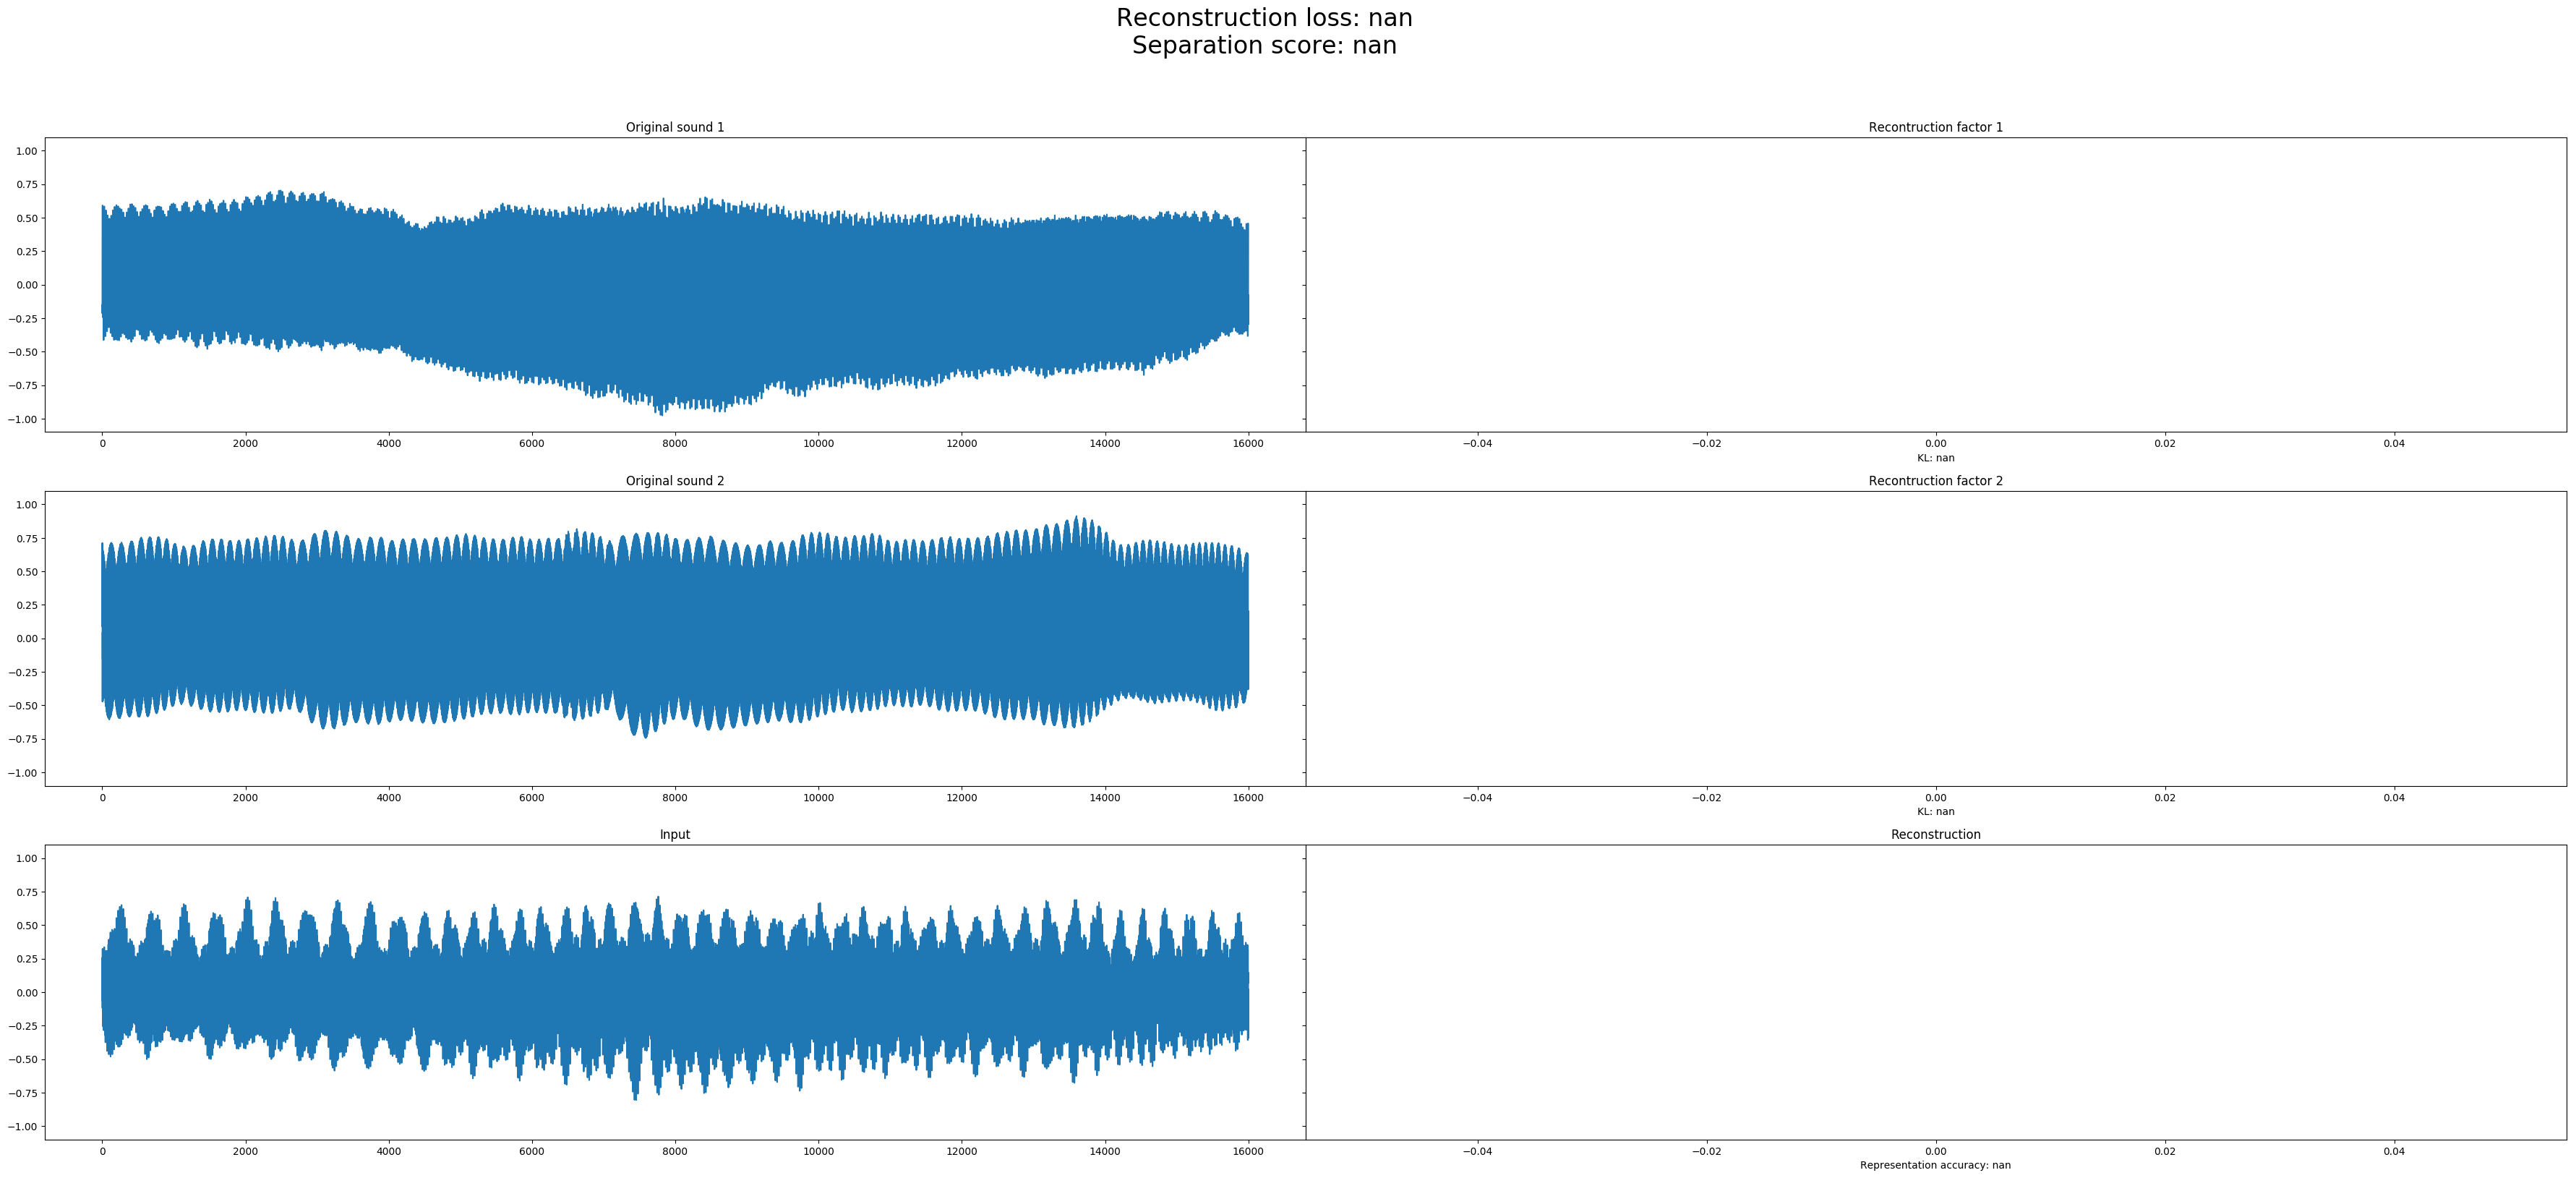 Reconstruction loss: nan
Separation score: nan
Original sound 1
Recontruction factor 1
1.00
0.75
0.50
0.25
0.00
−0.25
−0.50
−0.75
−1.00
0 2000 4000 6000 8000 10000 12000 14000 16000
−0.04 −0.02 0.00 0.02 0.04
KL: nan
Original sound 2
Recontruction factor 2
1.00
0.75
0.50
0.25
0.00
−0.25
−0.50
−0.75
−1.00
0 2000 4000 6000 8000 10000 12000 14000 16000
−0.04 −0.02 0.00 0.02 0.04
KL: nan
Input
Reconstruction
1.00
0.75
0.50
0.25
0.00
−0.25
−0.50
−0.75
−1.00
0 2000 4000 6000 8000 10000 12000 14000 16000
−0.04 −0.02 0.00 0.02 0.04
Representation accuracy: nan